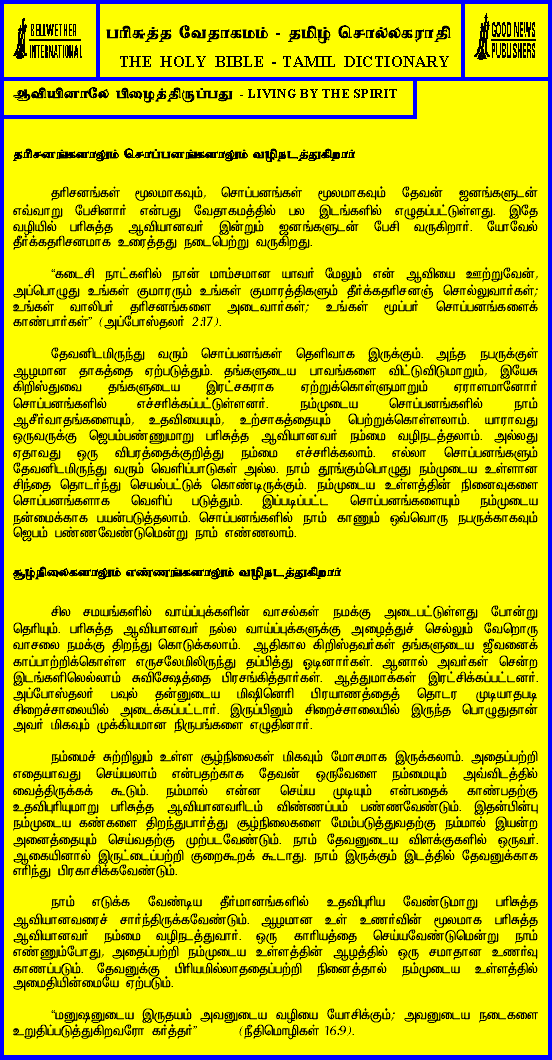 BELLWETHER
INTERNATIONAL
பரிசுத்த வேதாகமம் - தமிழ் சொல்லகராதி
THE HOLY BIBLE - TAMIL DICTIONARY
GOOD NEWS
PUBLISHERS
ஆவியினாலே பிழைத்திருப்பது - LIVING BY THE SPIRIT
தரிசனங்களாலும் சொப்பனங்களாலும் வழிநடத்துகிறார்
தரிசனங்கள் மூலமாகவும், சொப்பனங்கள் மூலமாகவும் தேவன் ஜனங்களுடன்
எவ்வாறு பேசினார் என்பது வேதாகமத்தில் பல இடங்களில் எழுதப்பட்டுள்ளது. இதே
வழியில் பரிசுத்த ஆவியானவர் இன்றும் ஜனங்களுடன் பேசி வருகிறார். யோவேல்
தீர்க்கதரிசனமாக உரைத்தது நடைபெற்று வருகிறது.
“கடைசி நாட்களில் நான் மாம்சமான யாவர் மேலும் என் ஆவியை ஊற்றுவேன்,
அப்பொழுது உங்கள் குமாரரும் உங்கள் குமாரத்திகளும் தீர்க்கதரிசனஞ் சொல்லுவார்கள்;
உங்கள் வாலிபர் தரிசனங்களை அடைவார்கள்; உங்கள் மூப்பர் சொப்பனங்களைக்
காண்பார்கள்” (அப்போஸ்தலர் 2:17).
தேவனிடமிருந்து வரும் சொப்பனங்கள் தெளிவாக இருக்கும். அந்த நபருக்குள்
ஆழமான தாகத்தை ஏற்படுத்தும். தங்களுடைய பாவங்களை விட்டுவிடுமாறும், இயேசு
கிறிஸ்துவை தங்களுடைய இரட்சகராக ஏற்றுக்கொள்ளுமாறும் ஏராளமானோர்
சொப்பனங்களில் எச்சரிக்கப்பட்டுள்ளனர். நம்முடைய சொப்பனங்களில் நாம்
ஆசீர்வாதங்களையும், உதவியையும், உற்சாகத்தையும் பெற்றுக்கொள்ளலாம். யாராவது
ஒருவருக்கு ஜெபம்பண்ணுமாறு பரிசுத்த ஆவியானவர் நம்மை வழிநடத்தலாம். அல்லது
ஏதாவது ஒரு விபரத்தைக்குறித்து நம்மை எச்சரிக்கலாம். எல்லா சொப்பனங்களும்
தேவனிடமிருந்து வரும் வெளிப்பாடுகள் அல்ல. நாம் தூங்கும்பொழுது நம்முடைய உள்ளான
சிந்தை தொடர்ந்து செயல்பட்டுக் கொண்டிருக்கும். நம்முடைய உள்ளத்தின் நினைவுகளை
சொப்பனங்களாக வெளிப் படுத்தும். இப்படிப்பட்ட சொப்பனங்களையும் நம்முடைய
நன்மைக்காக பயன்படுத்தலாம். சொப்பனங்களில் நாம் காணும் ஒவ்வொரு நபருக்காகவும்
ஜெபம் பண்ணவேண்டுமென்று நாம் எண்ணலாம்.
சூழ்நிலைகளாலும் எண்ணங்களாலும் வழிநடத்துகிறார்
சில சமயங்களில் வாய்ப்புக்களின் வாசல்கள் நமக்கு அடைபட்டுள்ளது போன்று
தெரியும். பரிசுத்த ஆவியானவர் நல்ல வாய்ப்புகளுக்கு அழைத்துச் செல்லும் வேறொரு
வாசலை நமக்கு திறந்து கொடுக்கலாம். ஆதிகால கிறிஸ்தவர்கள் தங்களுடைய ஜீவனைக்
காப்பாற்றிக்கொள்ள எருசலேமிலிருந்து தப்பித்து ஓடினார்கள். ஆனால் அவர்கள் சென்ற
இடங்களிலெல்லாம் சுவிசேஷத்தை பிரசங்கித்தார்கள். ஆத்துமாக்கள் இரட்சிக்கப்பட்டனர்.
அப்போஸ்தலர் பவுல் தன்னுடைய மிஷினெரி பிரயாணத்தைத் தொடர முடியாதபடி
சிறைச்சாலையில் அடைக்கப்பட்டார். இருப்பினும் சிறைச்சாலையில் இருந்த பொழுதுதான்
அவர் மிகவும் முக்கியமான நிருபங்களை எழுதினார்.
நம்மைச் சுற்றிலும் உள்ள சூழ்நிலைகள் மிகவும் மோசமாக இருக்கலாம். அதைப்பற்றி
எதையாவது செய்யலாம் என்பதற்காக தேவன் ஒருவேளை நம்மையும் அவ்விடத்தில்
வைத்திருக்கக் கூடும். நம்மால் என்ன செய்ய முடியும் என்பதைக் காண்பதற்கு
உதவிபுரியுமாறு பரிசுத்த ஆவியானவரிடம் விண்ணப்பம் பண்ணவேண்டும். இதன்பின்பு
நம்முடைய கண்களை திறந்துபார்த்து சூழ்நிலைகளை மேம்படுத்துவதற்கு நம்மால் இயன்ற
அனைத்தையும் செய்வதற்கு முற்படவேண்டும். நாம் தேவனுடைய விளக்குகளில் ஒருவர்.
ஆகையினால் இருட்டைப்பற்றி குறைகூறக் கூடாது. நாம் இருக்கும் இடத்தில் தேவனுக்காக
எரிந்து பிரகாசிக்கவேண்டும்.
நாம் எடுக்க வேண்டிய தீர்மானங்களில் உதவிபுரிய வேண்டுமாறு பரிசுத்த
ஆவியானவரைச் சார்ந்திருக்கவேண்டும். ஆழமான உள் உணர்வின் மூலமாக பரிசுத்த
ஆவியானவர் நம்மை வழிநடத்துவார். ஒரு காரியத்தை செய்யவேண்டுமென்று நாம்
எண்ணும்போது, அதைப்பற்றி நம்முடைய உள்ளத்தின் ஆழத்தில் ஒரு சமாதான உணர்வு
காணப்படும். தேவனுக்கு பிரியமில்லாததைப்பற்றி நினைத்தால் நம்முடைய உள்ளத்தில்
அமைதியின்மையே ஏற்படும்.
“மனுஷனுடைய இருதயம் அவனுடைய வழியை யோசிக்கும்; அவனுடைய நடைகளை
உறுதிப்படுத்துகிறவரோ கர்த்தர்” (நீதிமொழிகள் 16:9).